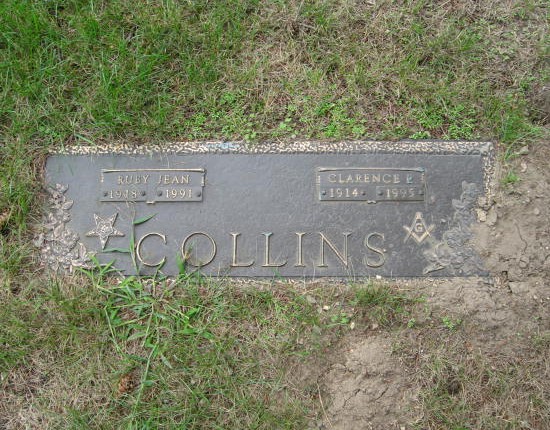 RUBY JEAN
1918 1991
CLARENCE E.
1914 1995
G
COLLINS